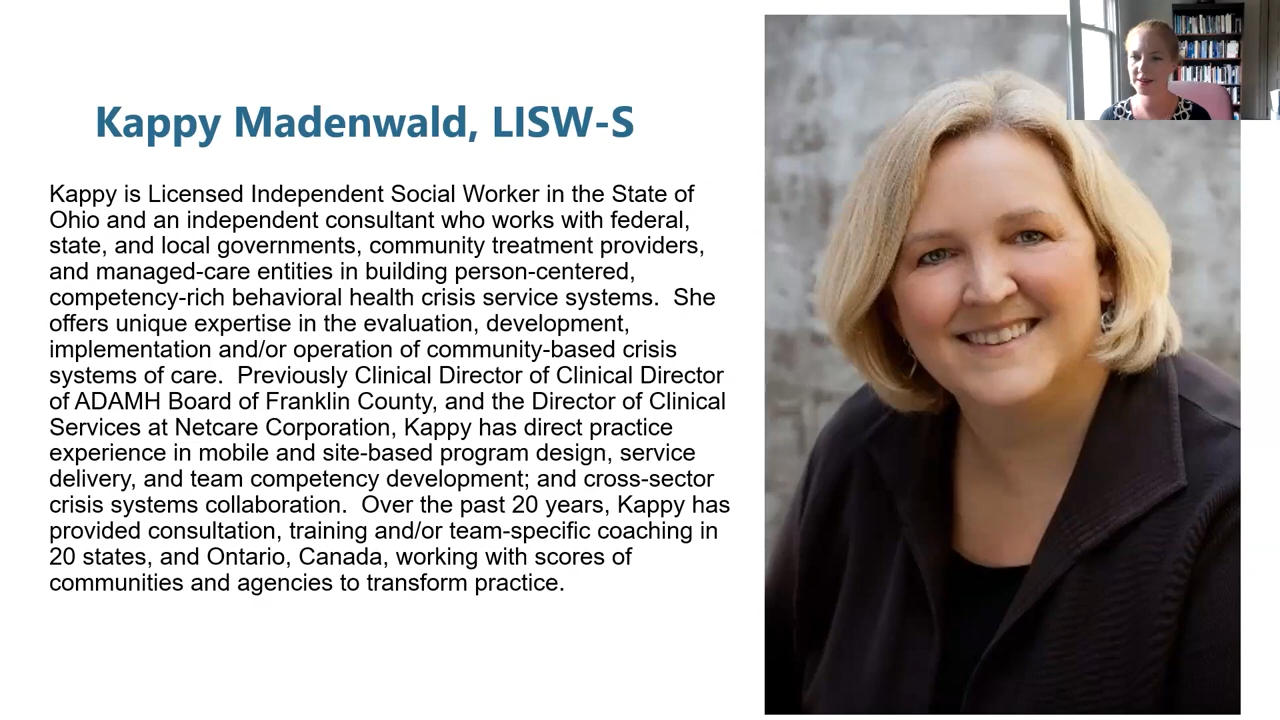 Kappy Madenwald, LISW-S
Kappy is Licensed Independent Social Worker in the State of
Ohio and an independent consultant who works with federal,
state, and local governments, community treatment providers,
and managed-care entities in building person-centered,
competency-rich behavioral health crisis service systems.  She
offers unique expertise in the evaluation, development,
implementation and/or operation of community-based crisis
systems of care.  Previously Clinical Director of Clinical Director
of ADAMH Board of Franklin County, and the Director of Clinical
Services at Netcare Corporation, Kappy has direct practice
experience in mobile and site-based program design, service
delivery, and team competency development; and cross-sector
crisis systems collaboration.  Over the past 20 years, Kappy has
provided consultation, training and/or team-specific coaching in
20 states, and Ontario, Canada, working with scores of
communities and agencies to transform practice.